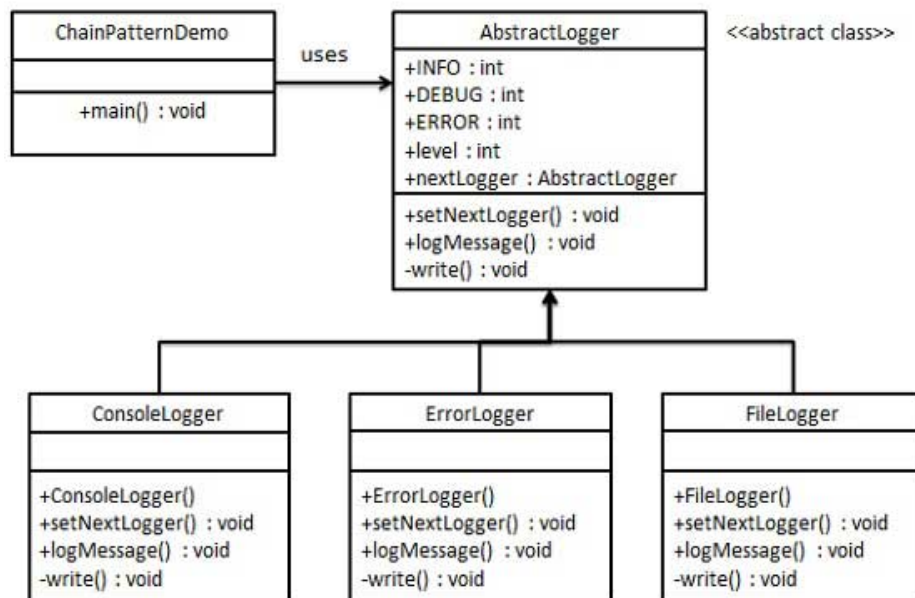 ChainPatternDemo
+main() : void
uses
AbstractLogger
+INFO : int
+DEBUG : int
+ERROR : int
+level : int
+nextLogger : AbstractLogger
+setNextLogger() : void
+logMessage() : void
-write() : void
<<abstract class>>
ConsoleLogger
+ConsoleLogger()
+setNextLogger() : void
+logMessage() : void
-write() : void
ErrorLogger
+ErrorLogger()
+setNextLogger() : void
+logMessage() : void
-write() : void
FileLogger
+FileLogger()
+setNextLogger() : void
+logMessage() : void
-write() : void